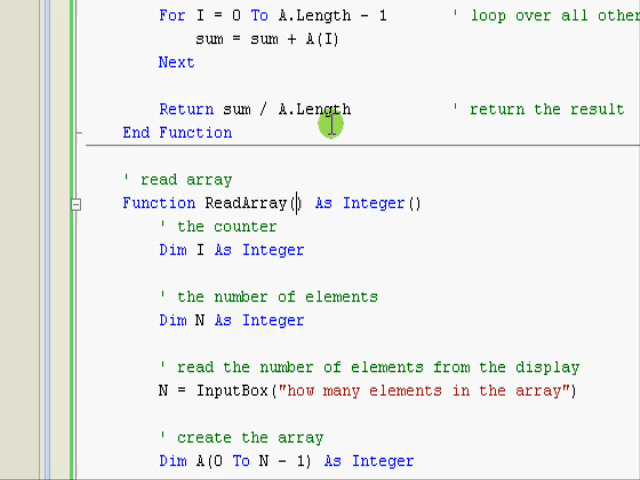 For I = 0 To A.Length - 1 ' loop over all other
sum = sum + A(I)
Next
Return sum / A.Length ' return the result
End Function
' read array
Function ReadArray() As Integer()
' the counter
Dim I As Integer
' the number of elements
Dim N As Integer
' read the number of elements from the display
N = InputBox("how many elements in the array")
' create the array
Dim A(0 To N - 1) As Integer